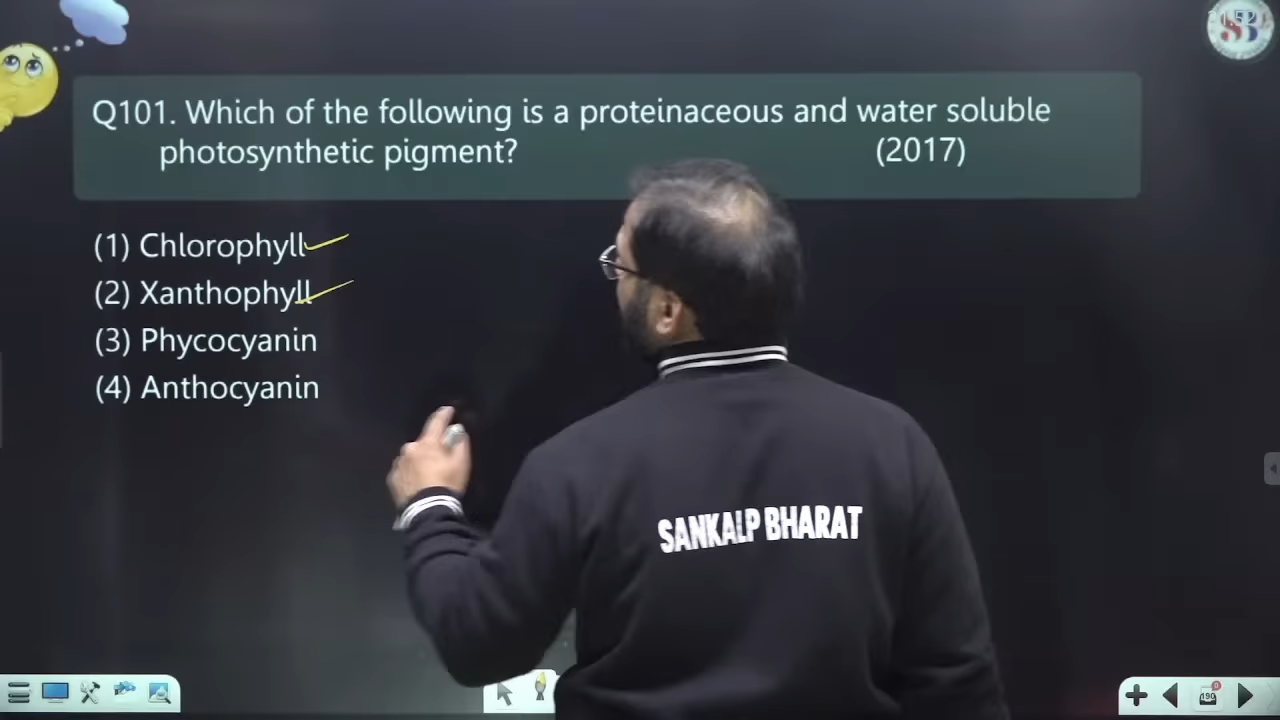 Q101. Which of the following is a proteinaceous and water soluble
photosynthetic pigment? (2017)
(1) Chlorophyll
(2) Xanthophyll
(3) Phycocyanin
(4) Anthocyanin
SANKALP BHARAT
190